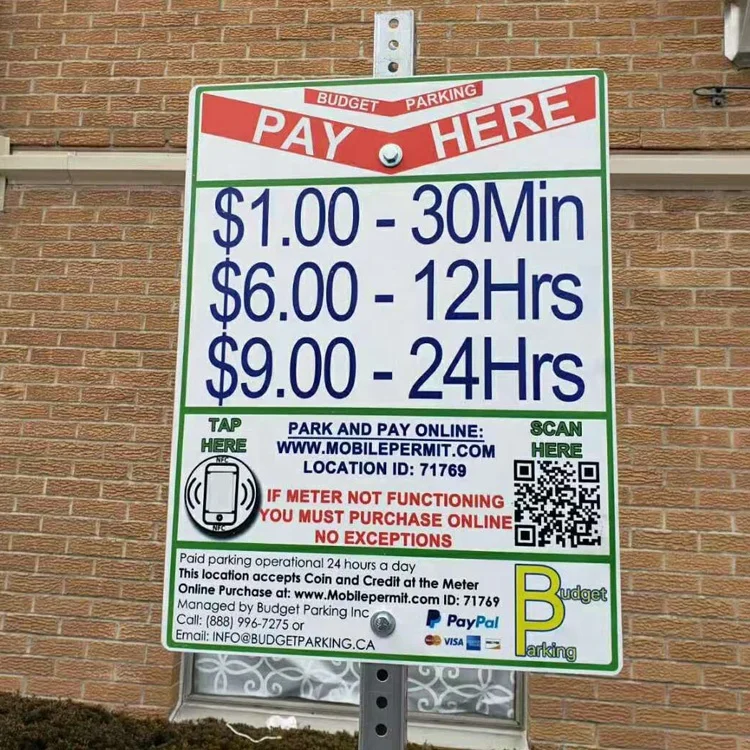 BUDGET PARKING
PAY HERE
$1.00 - 30Min
$6.00 - 12Hrs
$9.00 - 24Hrs
TAP
HERE
NFC
NFC
PARK AND PAY ONLINE:
WWW.MOBILEPERMIT.COM
LOCATION ID: 71769
SCAN
HERE
IF METER NOT FUNCTIONING
YOU MUST PURCHASE ONLINE
NO EXCEPTIONS
Paid parking operational 24 hours a day
This location accepts Coin and Credit at the Meter
Online Purchase at: www.Mobilepermit.com ID: 71769
Managed by Budget Parking Inc
Call: (888) 996-7275 or
Email: INFO@BUDGETPARKING.CA
PayPal
VISA
Budget
Parking